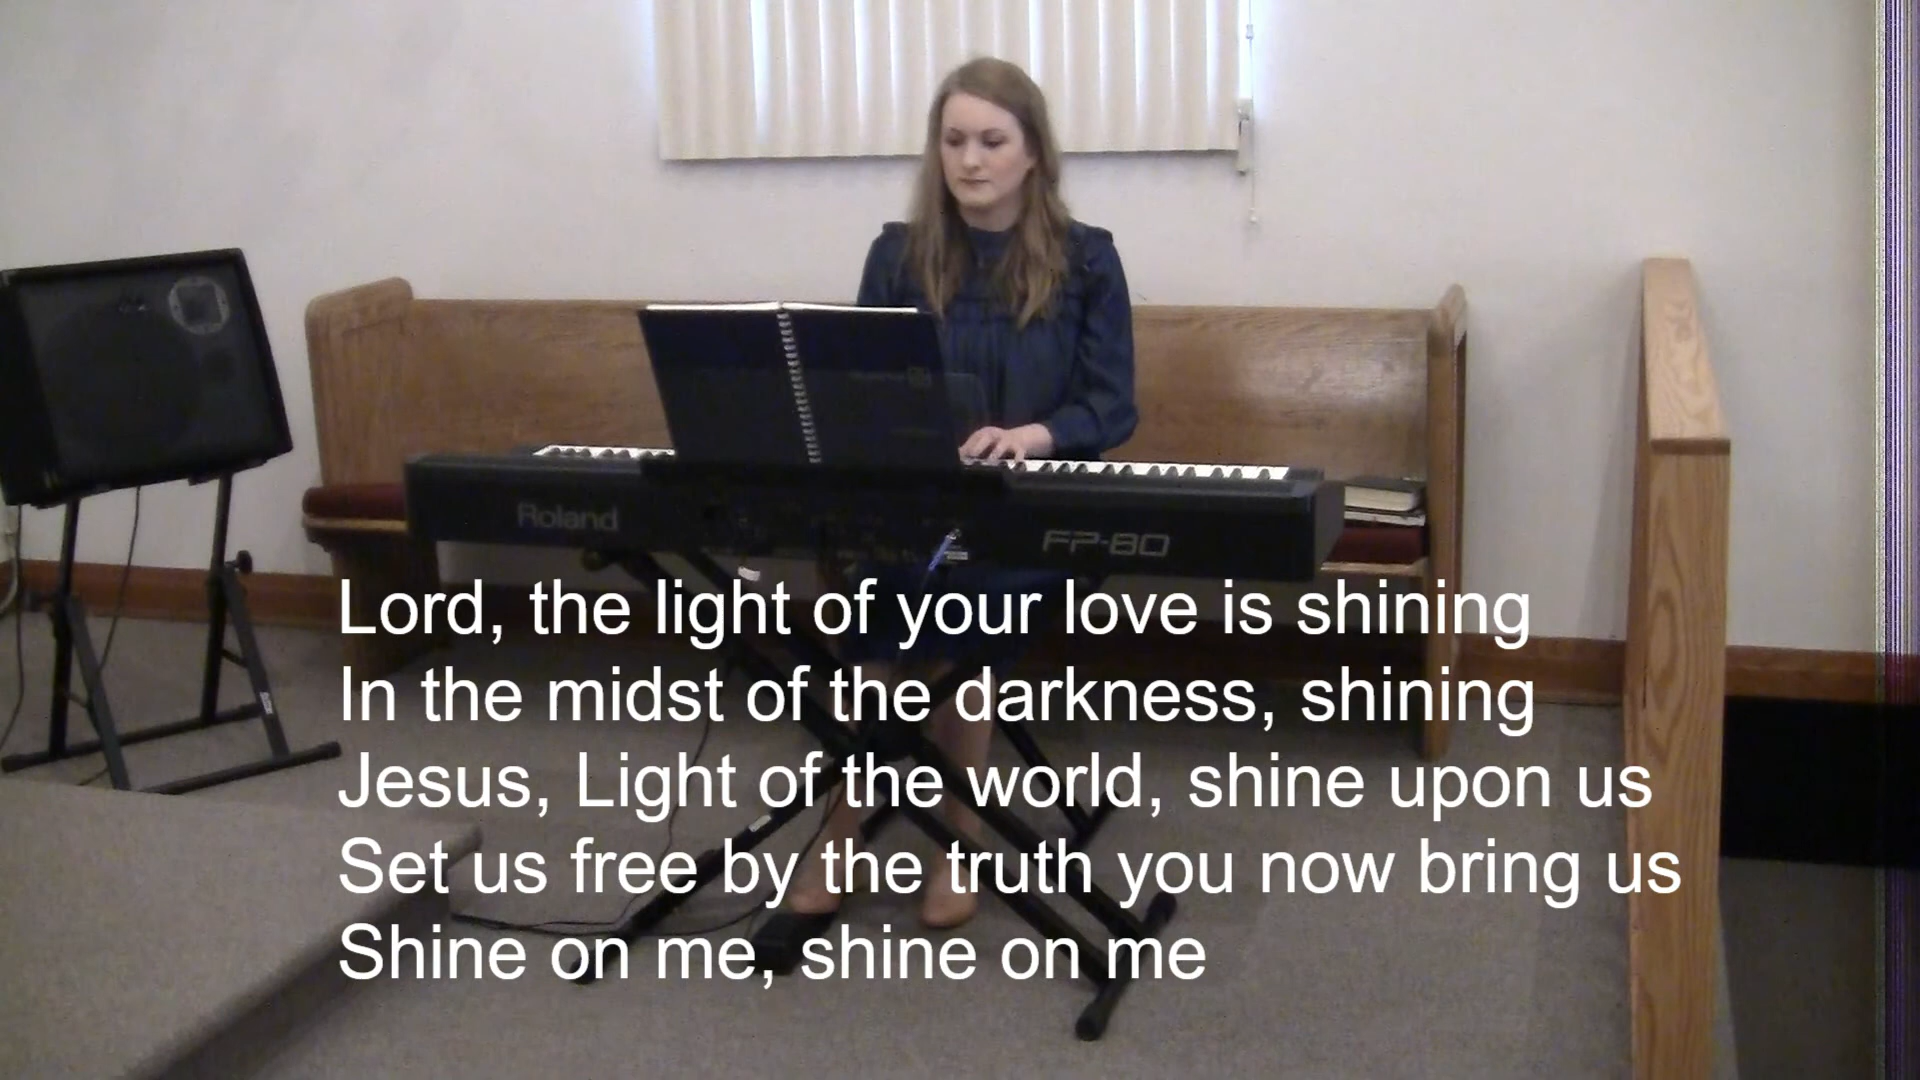 Roland
FP-80
Lord, the light of your love is shining
In the midst of the darkness, shining
Jesus, Light of the world, shine upon us
Set us free by the truth you now bring us
Shine on me, shine on me